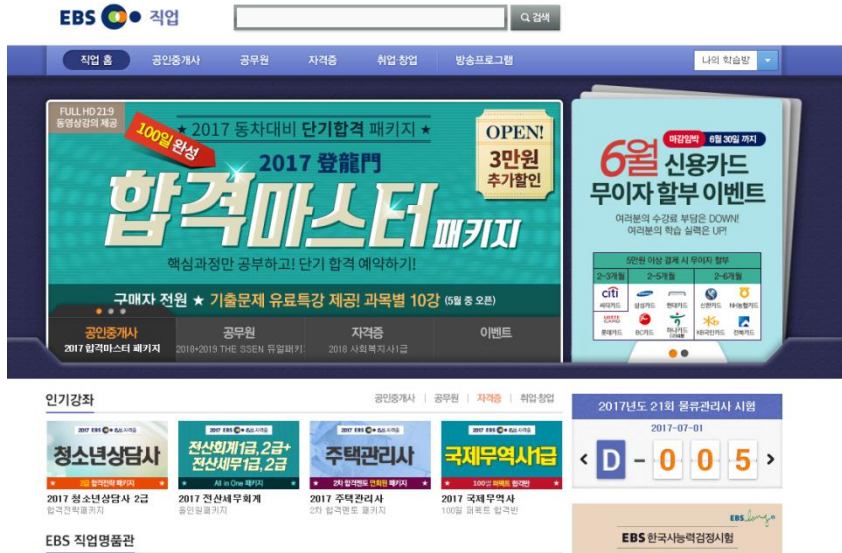 EBS 직업
검색
직업 홈 공인중개사 공무원 자격증 취업·창업 방송프로그램 나의 학습방
FULL HD 21:9
동영상강의 제공
100일 완성
★ 2017 동차대비 단기합격 패키지 ★
2017 登龍門
합격마스터 패키지
핵심과정만 공부하고! 단기 합격 예약하기!
OPEN!
3만원
추가할인
구매자 전원 ★ 기출문제 유료특강 제공! 과목별 10강 (5월 중 오픈)
공인중개사 공무원 자격증 이벤트
2017 합격마스터 패키지 2018+2019 THE SSEN 듀얼패키 2018 사회복지사1급
마감임박 6월 30일 까지
6월 신용카드
무이자 할부 이벤트
여러분의 수강료 부담은 DOWN!
여러분의 학습 실력은 UP!
5만원 이상 결제 시 무이자 할부
2~3개월 2~5개월 2~6개월
citi
씨티카드 삼성카드 현대카드 신한카드 NH농협카드
롯데카드 BC카드 하나카드 KB국민카드 전북카드
인기강좌
공인중개사 | 공무원 | 자격증 | 취업·창업
2017 EBS
청소년상담사
2급 합격전략 패키지
2017 청소년상담사 2급
합격전략패키지
2017 EBS
전산회계1급,2급+
전산세무1급,2급
All in One 패키지
2017 전산세무회계
올인원패키지
2017 EBS
주택관리사
2차 합격멘토 연회원 패키지
2017 주택관리사
2차 합격멘토 패키지
2017 EBS
국제무역사1급
100일 퍼펙트 합격반
2017 국제무역사
100일 퍼펙트 합격반
2017년도 21회 물류관리사 시험
2017-07-01
D - 0 0 5
EBS 직업명품관
EBSlang
EBS 한국사능력검정시험